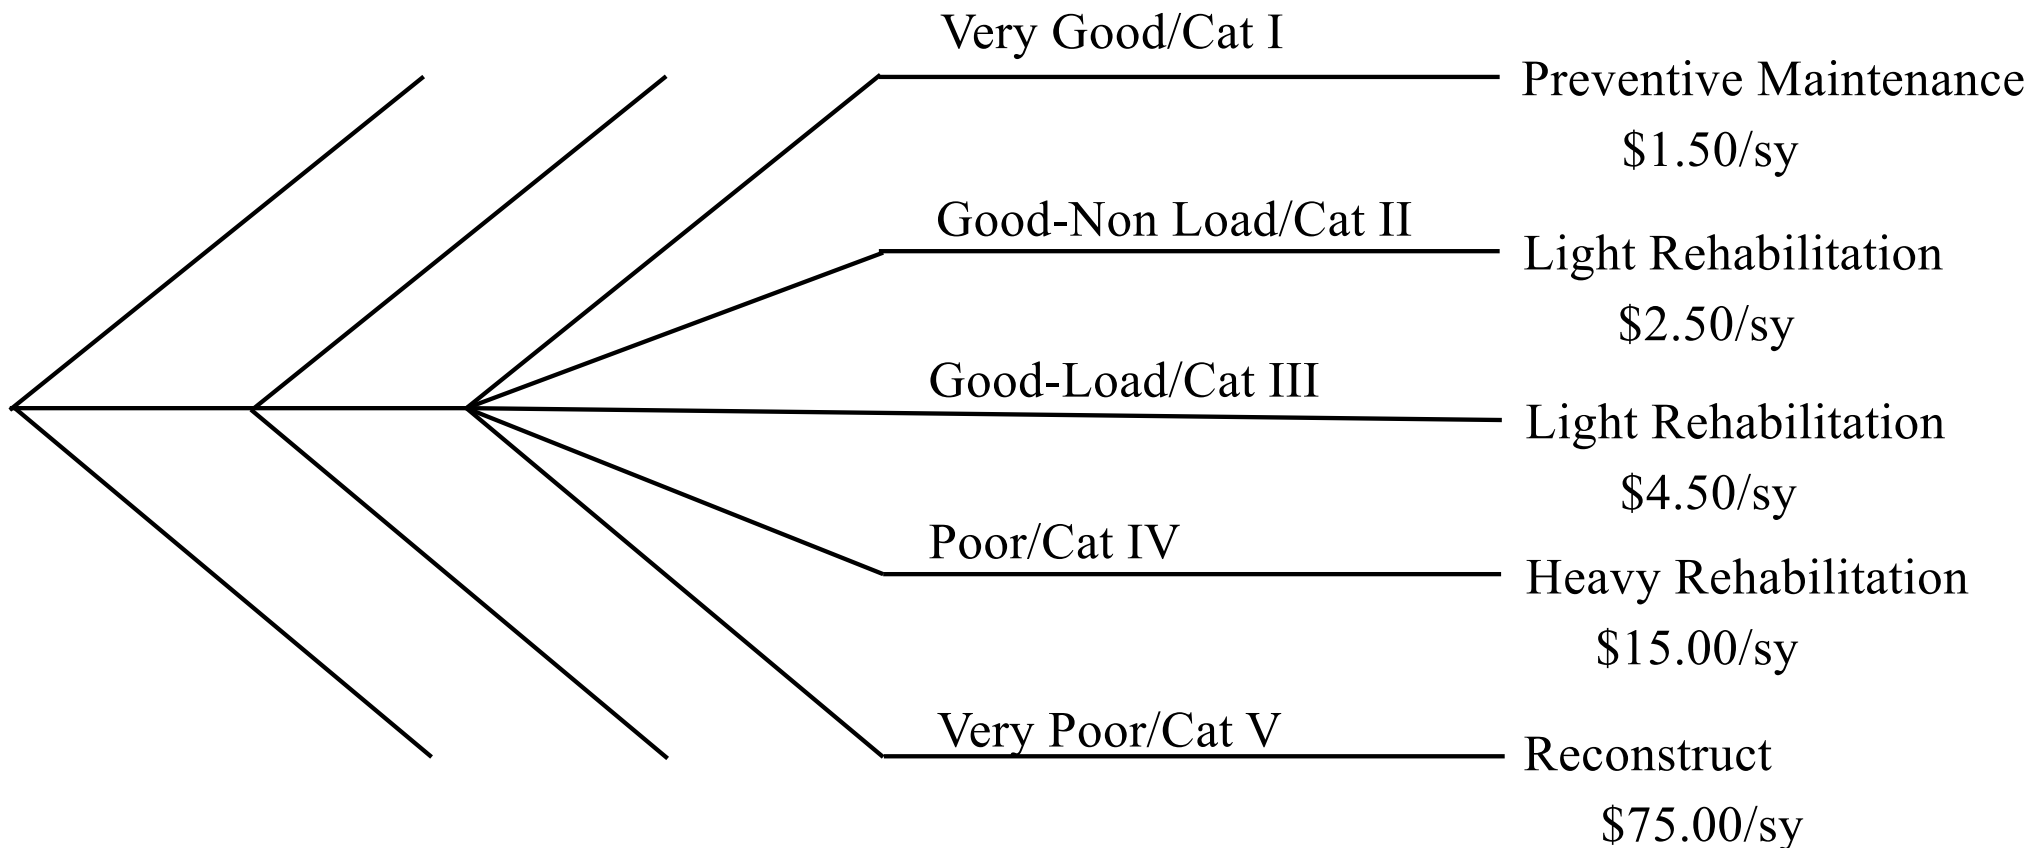 Very Good/Cat I
Preventive Maintenance
$1.50/sy
Good-Non Load/Cat II
Light Rehabilitation
$2.50/sy
Good-Load/Cat III
Light Rehabilitation
$4.50/sy
Poor/Cat IV
Heavy Rehabilitation
$15.00/sy
Very Poor/Cat V
Reconstruct
$75.00/sy